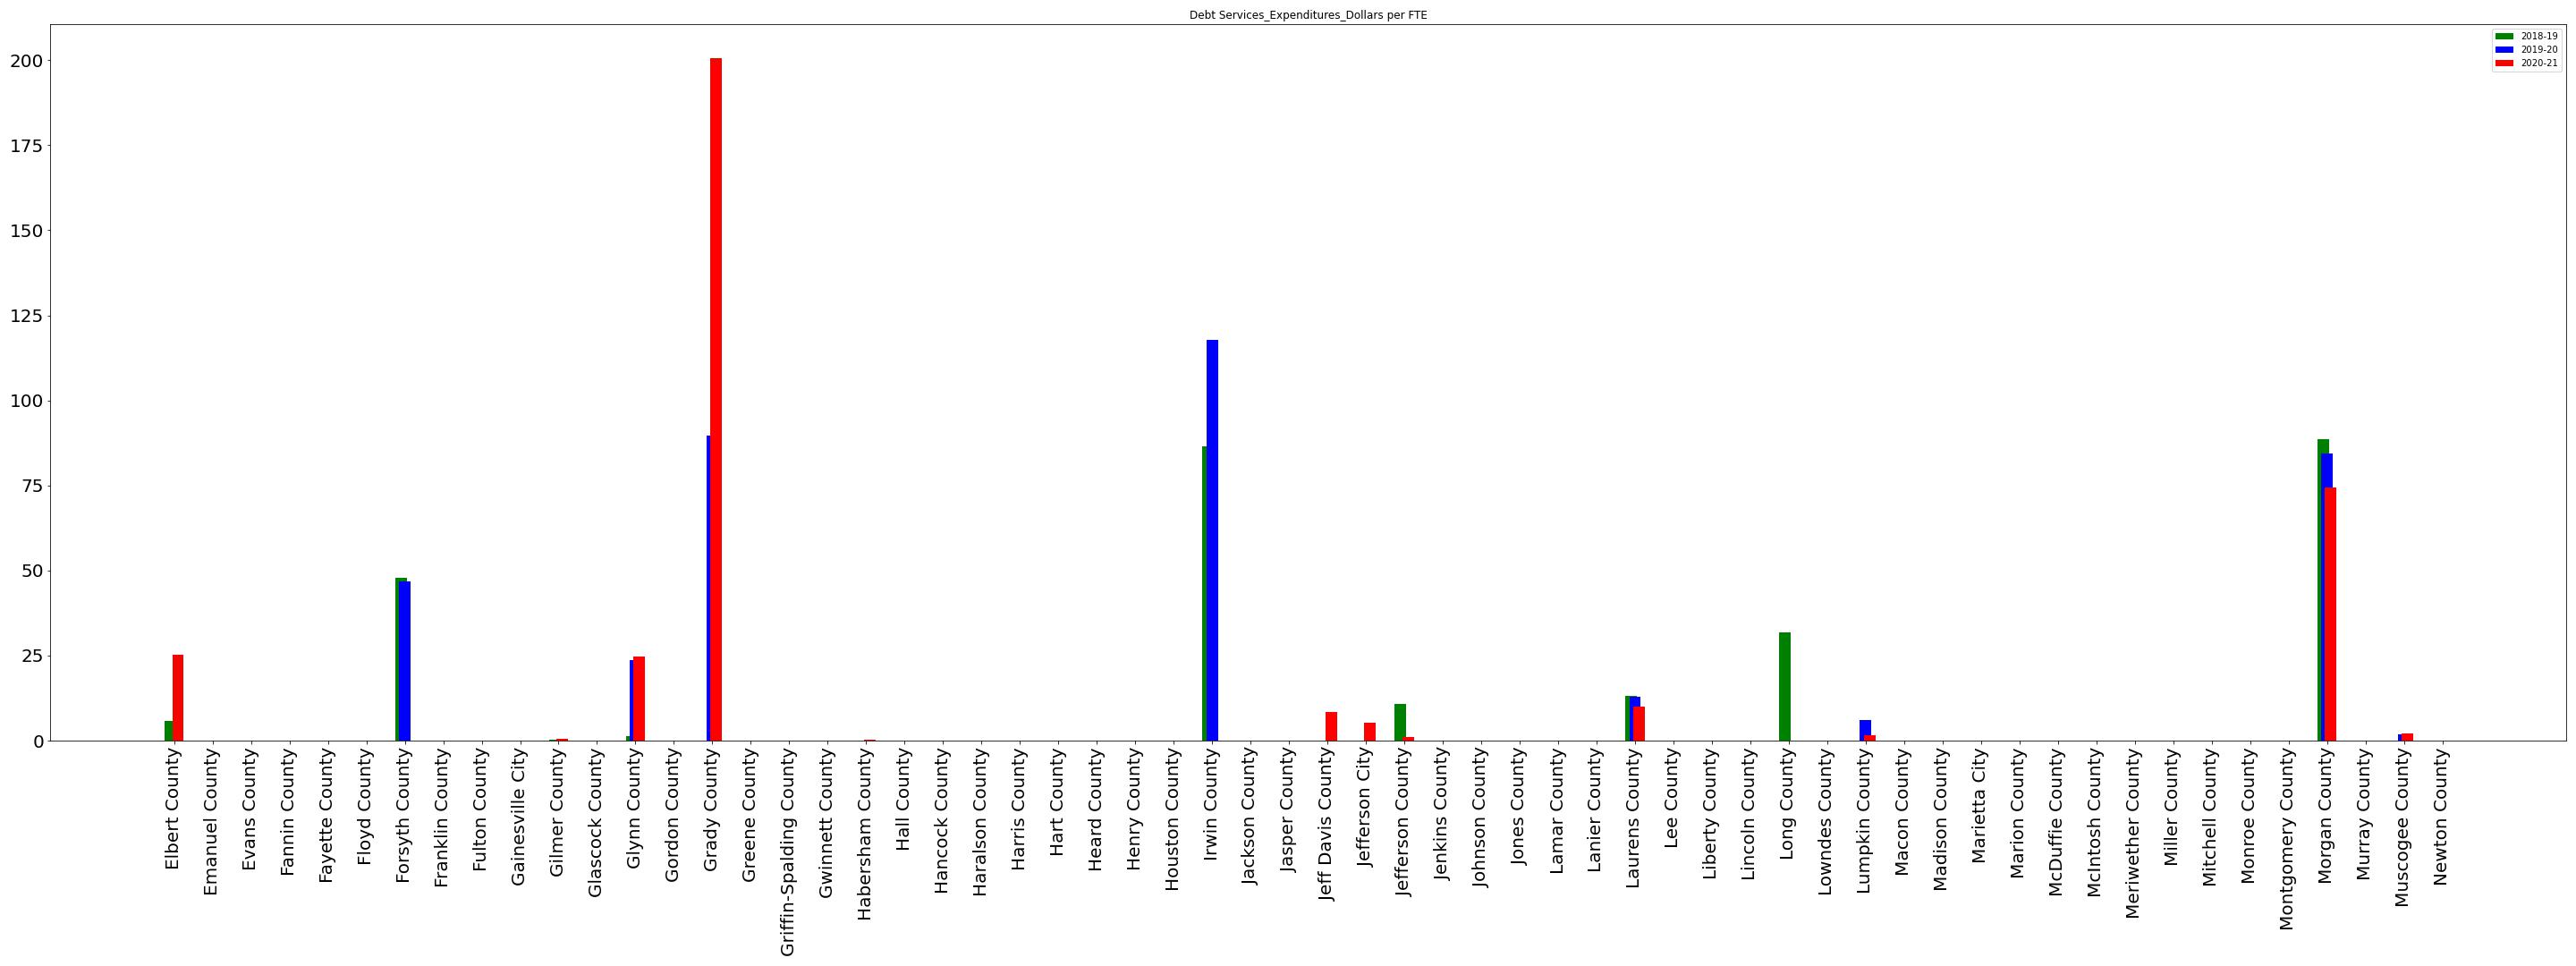 Debt Services_Expenditures_Dollars per FTE
2018-19
2019-20
2020-21
200
175
150
125
100
75
50
25
0
Elbert County
Emanuel County
Evans County
Fannin County
Fayette County
Floyd County
Forsyth County
Franklin County
Fulton County
Gainesville City
Gilmer County
Glascock County
Glynn County
Gordon County
Grady County
Greene County
Griffin-Spalding County
Gwinnett County
Habersham County
Hall County
Hancock County
Haralson County
Harris County
Hart County
Heard County
Henry County
Houston County
Irwin County
Jackson County
Jasper County
Jeff Davis County
Jefferson City
Jefferson County
Jenkins County
Johnson County
Jones County
Lamar County
Lanier County
Laurens County
Lee County
Liberty County
Lincoln County
Long County
Lowndes County
Lumpkin County
Macon County
Madison County
Marietta City
Marion County
McDuffie County
McIntosh County
Meriwether County
Miller County
Mitchell County
Monroe County
Montgomery County
Morgan County
Murray County
Muscogee County
Newton County